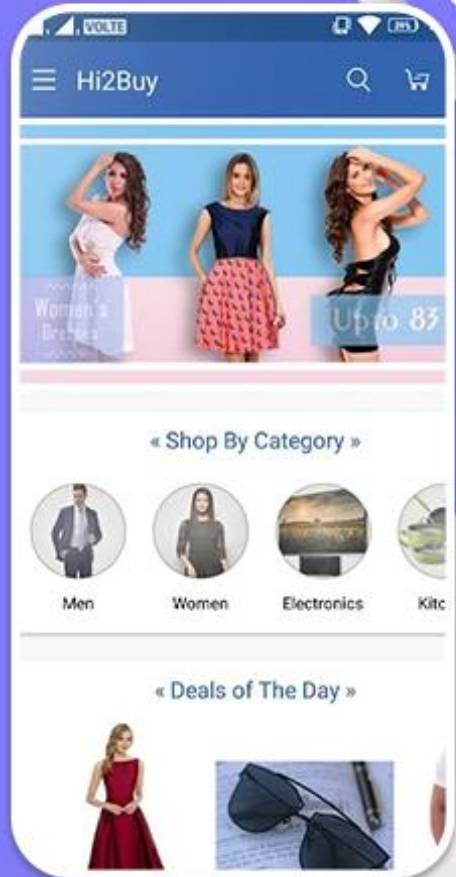 VOLTE
Hi2Buy
Women's
Dresses
Upto 83
« Shop By Category »
Men
Women
Electronics
Kitc
« Deals of The Day »